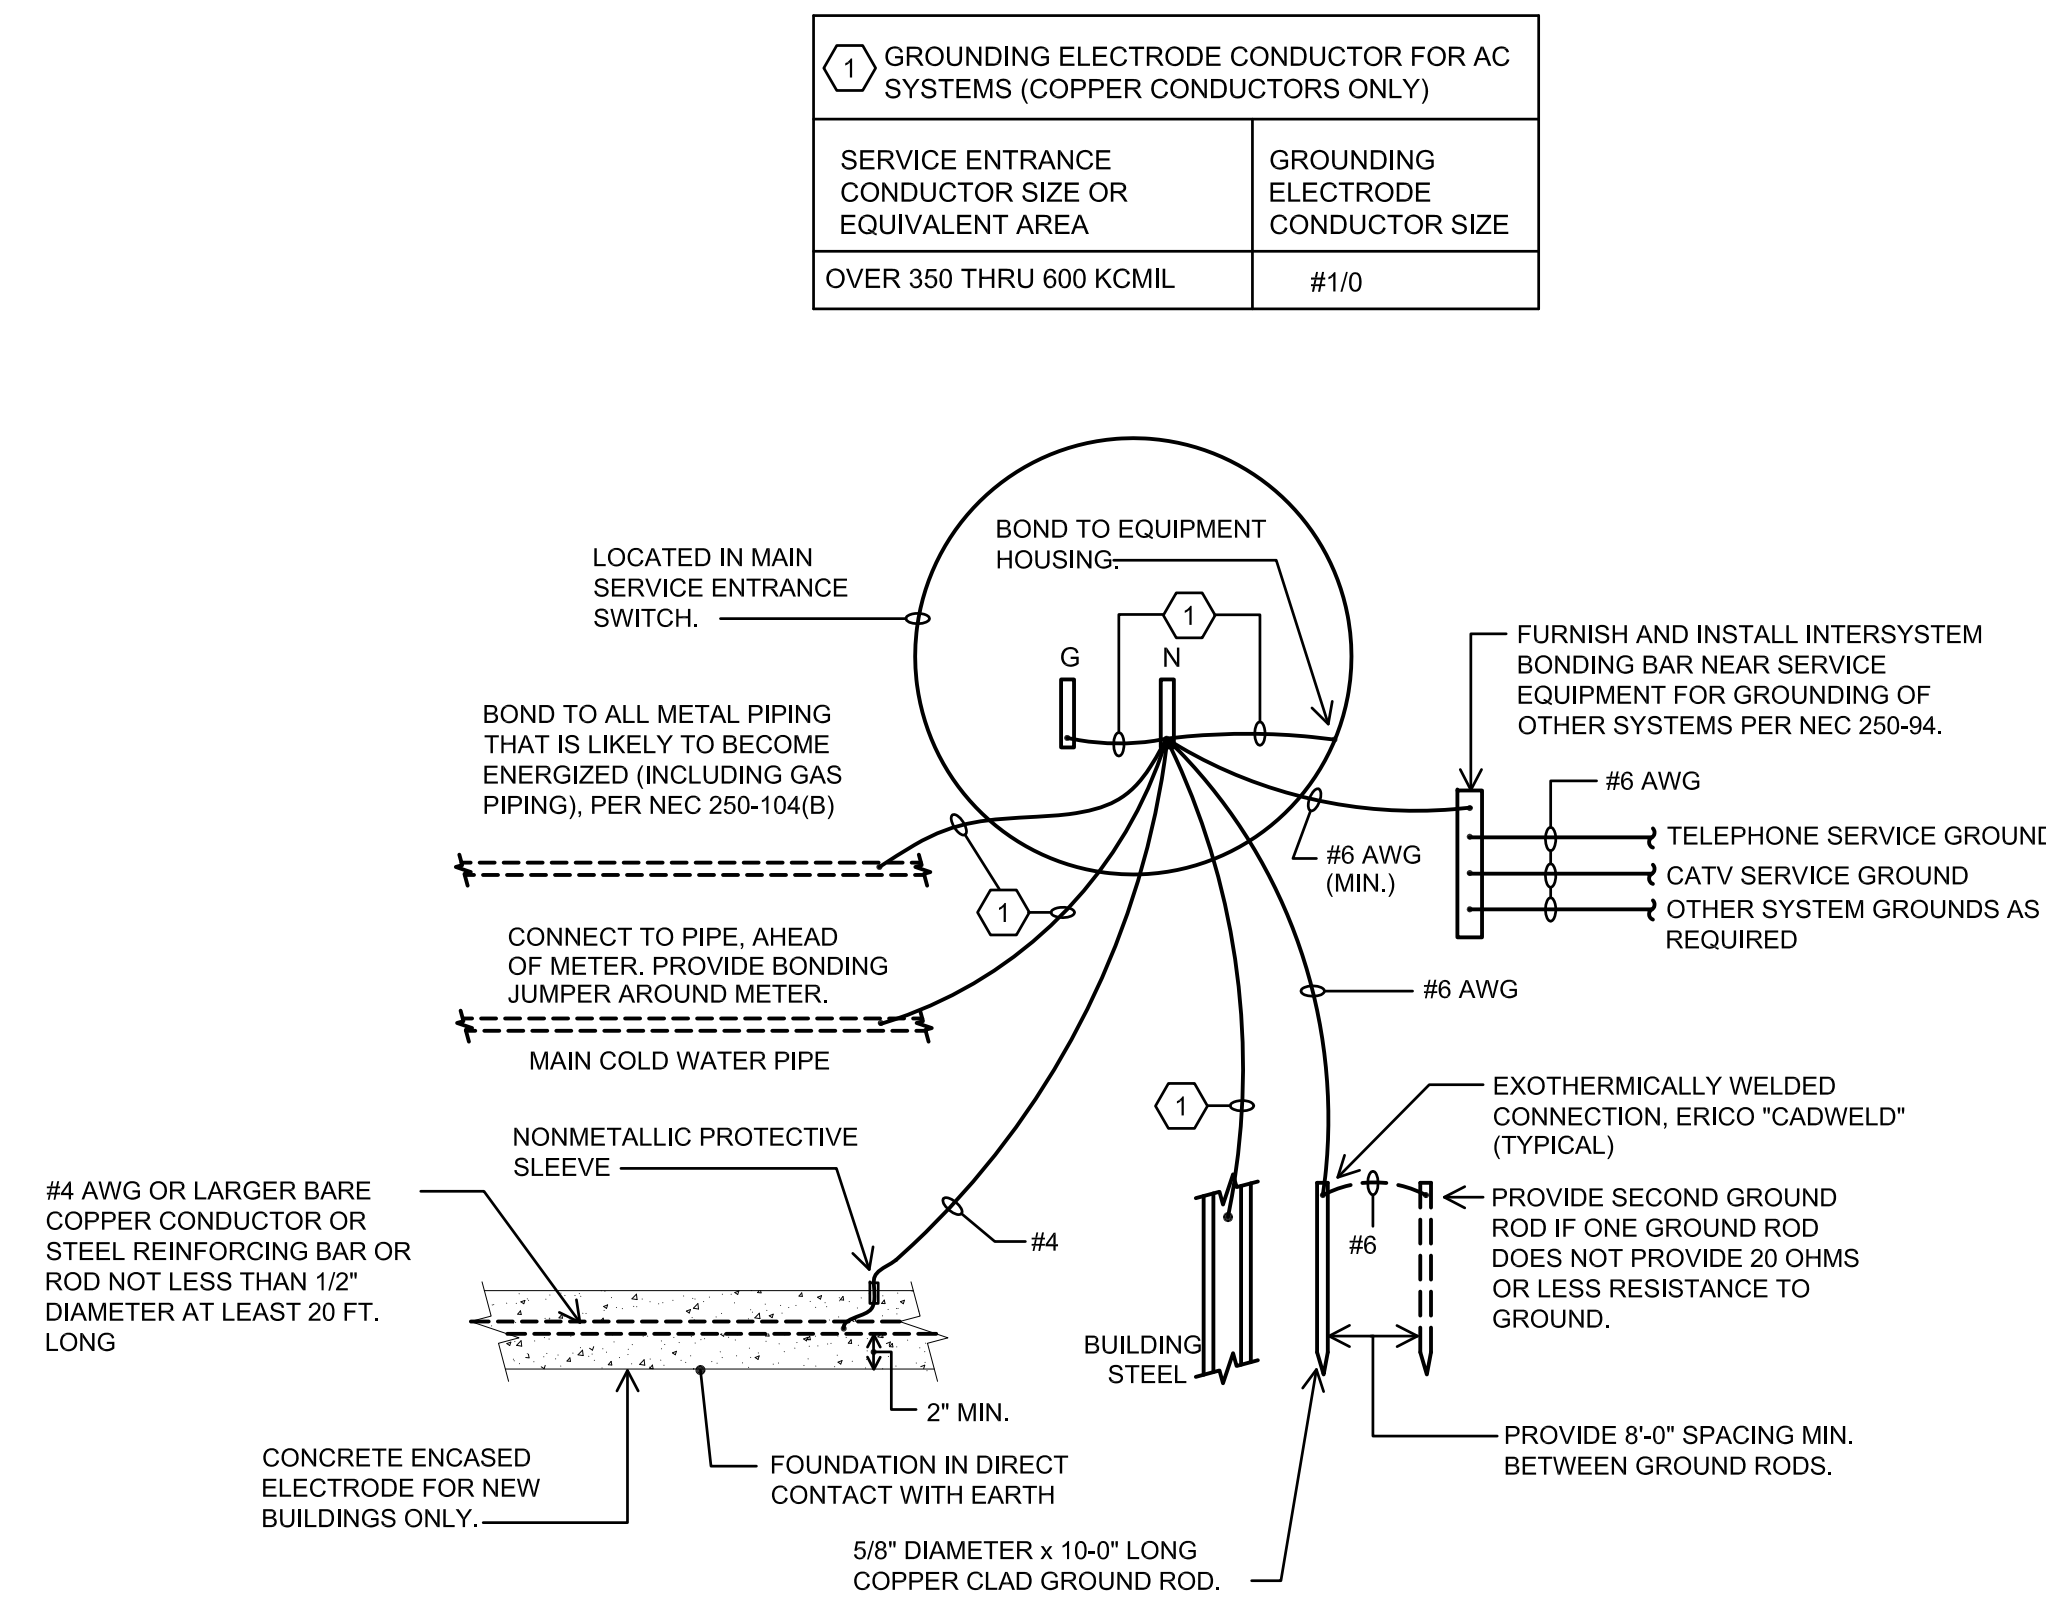 1
GROUNDING ELECTRODE CONDUCTOR FOR AC
SYSTEMS (COPPER CONDUCTORS ONLY)
SERVICE ENTRANCE
CONDUCTOR SIZE OR
EQUIVALENT AREA
GROUNDING
ELECTRODE
CONDUCTOR SIZE
OVER 350 THRU 600 KCMIL
#1/0
LOCATED IN MAIN
SERVICE ENTRANCE
SWITCH.
BOND TO EQUIPMENT
HOUSING.
1
G
N
FURNISH AND INSTALL INTERSYSTEM
BONDING BAR NEAR SERVICE
EQUIPMENT FOR GROUNDING OF
OTHER SYSTEMS PER NEC 250-94.
BOND TO ALL METAL PIPING
THAT IS LIKELY TO BECOME
ENERGIZED (INCLUDING GAS
PIPING), PER NEC 250-104(B)
#6 AWG
TELEPHONE SERVICE GROUND
CATV SERVICE GROUND
OTHER SYSTEM GROUNDS AS
REQUIRED
#6 AWG
(MIN.)
1
CONNECT TO PIPE, AHEAD
OF METER. PROVIDE BONDING
JUMPER AROUND METER.
MAIN COLD WATER PIPE
#6 AWG
1
EXOTHERMICALLY WELDED
CONNECTION, ERICO "CADWELD"
(TYPICAL)
NONMETALLIC PROTECTIVE
SLEEVE
#4 AWG OR LARGER BARE
COPPER CONDUCTOR OR
STEEL REINFORCING BAR OR
ROD NOT LESS THAN 1/2"
DIAMETER AT LEAST 20 FT.
LONG
#4
#6
PROVIDE SECOND GROUND
ROD IF ONE GROUND ROD
DOES NOT PROVIDE 20 OHMS
OR LESS RESISTANCE TO
GROUND.
BUILDING
STEEL
2" MIN.
CONCRETE ENCASED
ELECTRODE FOR NEW
BUILDINGS ONLY.
FOUNDATION IN DIRECT
CONTACT WITH EARTH
PROVIDE 8'-0" SPACING MIN.
BETWEEN GROUND RODS.
5/8" DIAMETER x 10-0" LONG
COPPER CLAD GROUND ROD.